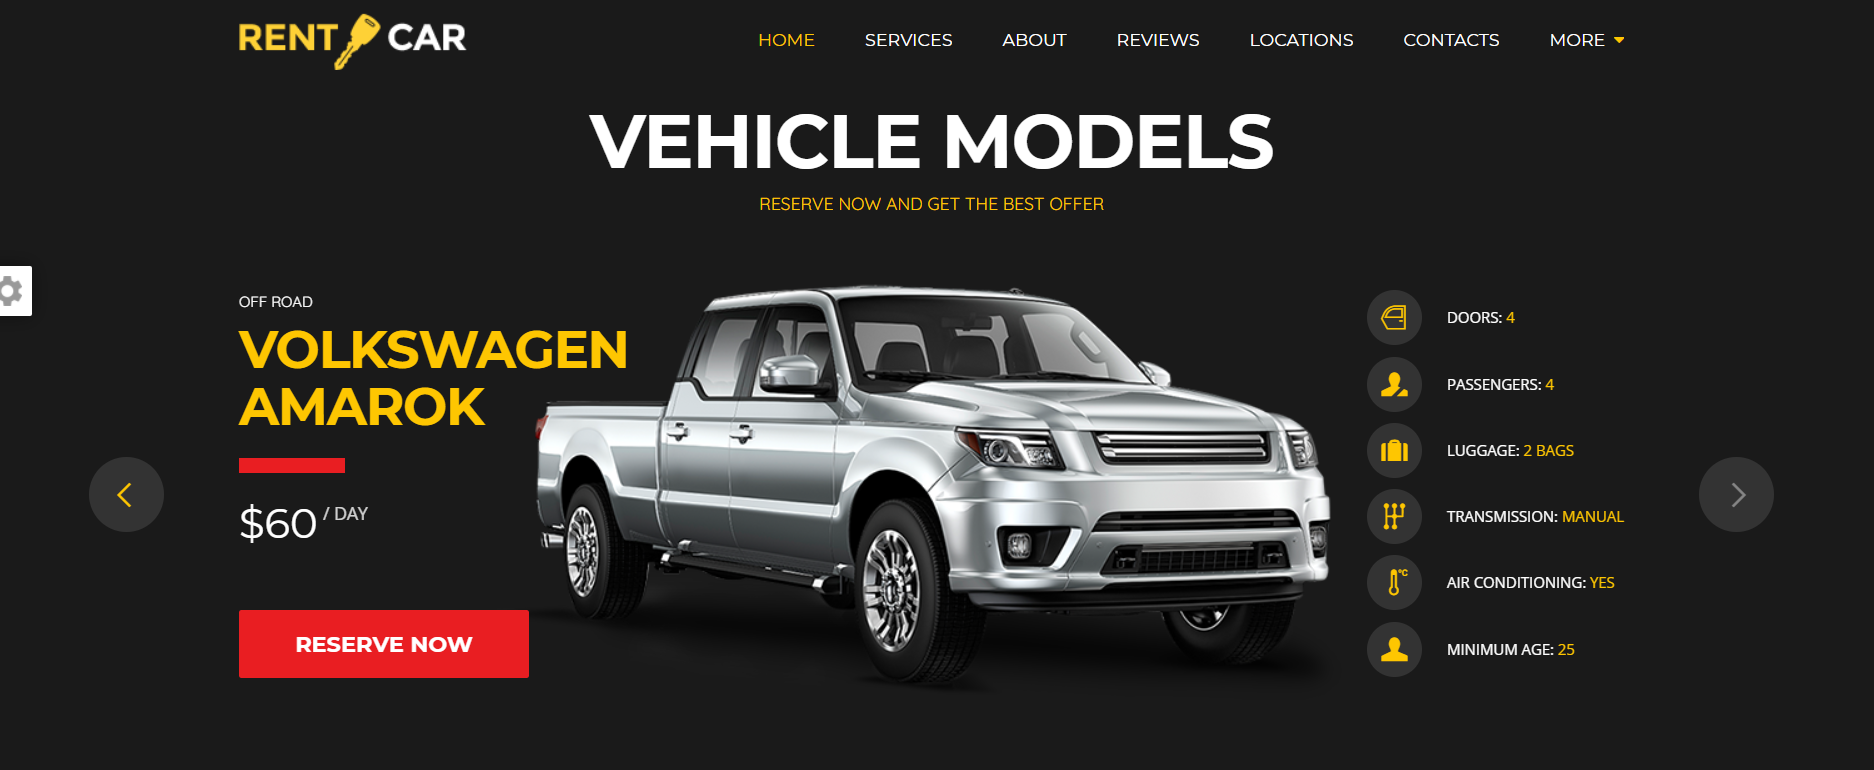 RENT CAR
HOME SERVICES ABOUT REVIEWS LOCATIONS CONTACTS MORE
VEHICLE MODELS
RESERVE NOW AND GET THE BEST OFFER
OFF ROAD
VOLKSWAGEN
AMAROK
$60 / DAY
RESERVE NOW
DOORS: 4
PASSENGERS: 4
LUGGAGE: 2 BAGS
TRANSMISSION: MANUAL
°C
AIR CONDITIONING: YES
MINIMUM AGE: 25